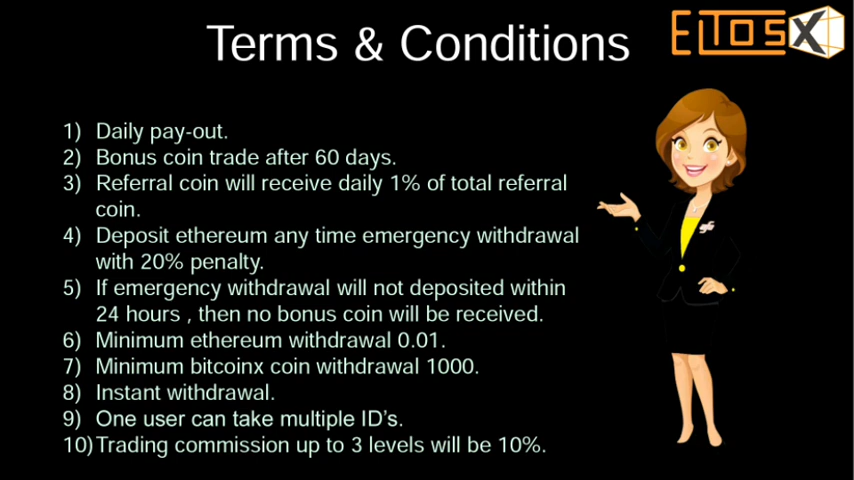 Terms & Conditions
EITOS X
1) Daily pay-out.
2) Bonus coin trade after 60 days.
3) Referral coin will receive daily 1% of total referral
coin.
4) Deposit ethereum any time emergency withdrawal
with 20% penalty.
5) If emergency withdrawal will not deposited within
24 hours , then no bonus coin will be received.
6) Minimum ethereum withdrawal 0.01.
7) Minimum bitcoinx coin withdrawal 1000.
8) Instant withdrawal.
9) One user can take multiple ID's.
10) Trading commission up to 3 levels will be 10%.